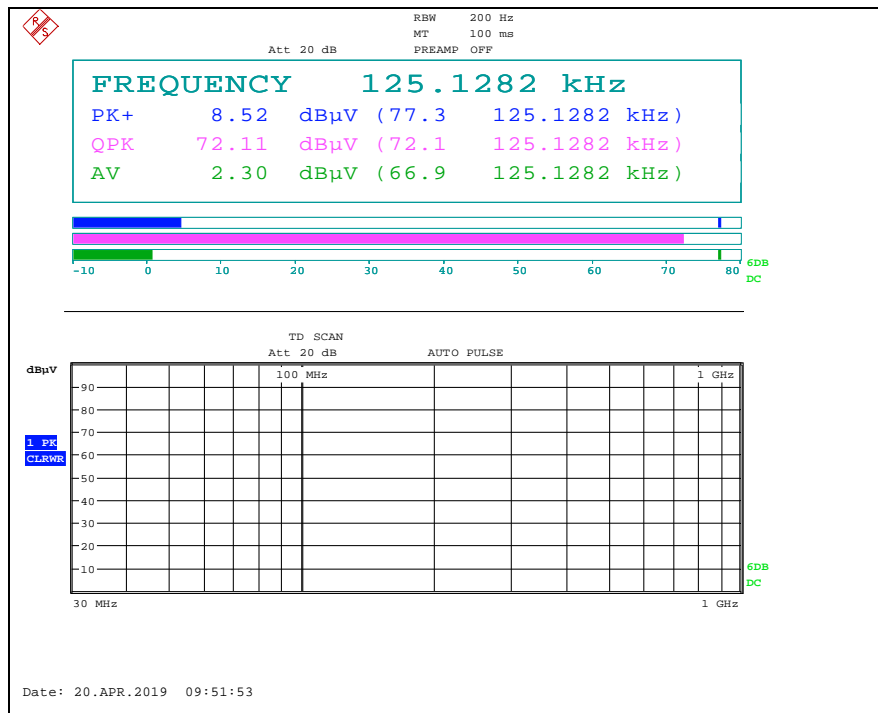 R
S
RBW 200 Hz
MT 100 ms
Att 20 dB PREAMP OFF
FREQUENCY 125.1282 kHz
PK+ 8.52 dBµV (77.3 125.1282 kHz)
QPK 72.11 dBµV (72.1 125.1282 kHz)
AV 2.30 dBµV (66.9 125.1282 kHz)
-10 0 10 20 30 40 50 60 70 80
6DB
DC
TD SCAN
Att 20 dB AUTO PULSE
dBµV
100 MHz 1 GHz
90
80
70
1 PK
CLRWR
60
50
40
30
20
10
6DB
DC
30 MHz 1 GHz
Date: 20.APR.2019 09:51:53